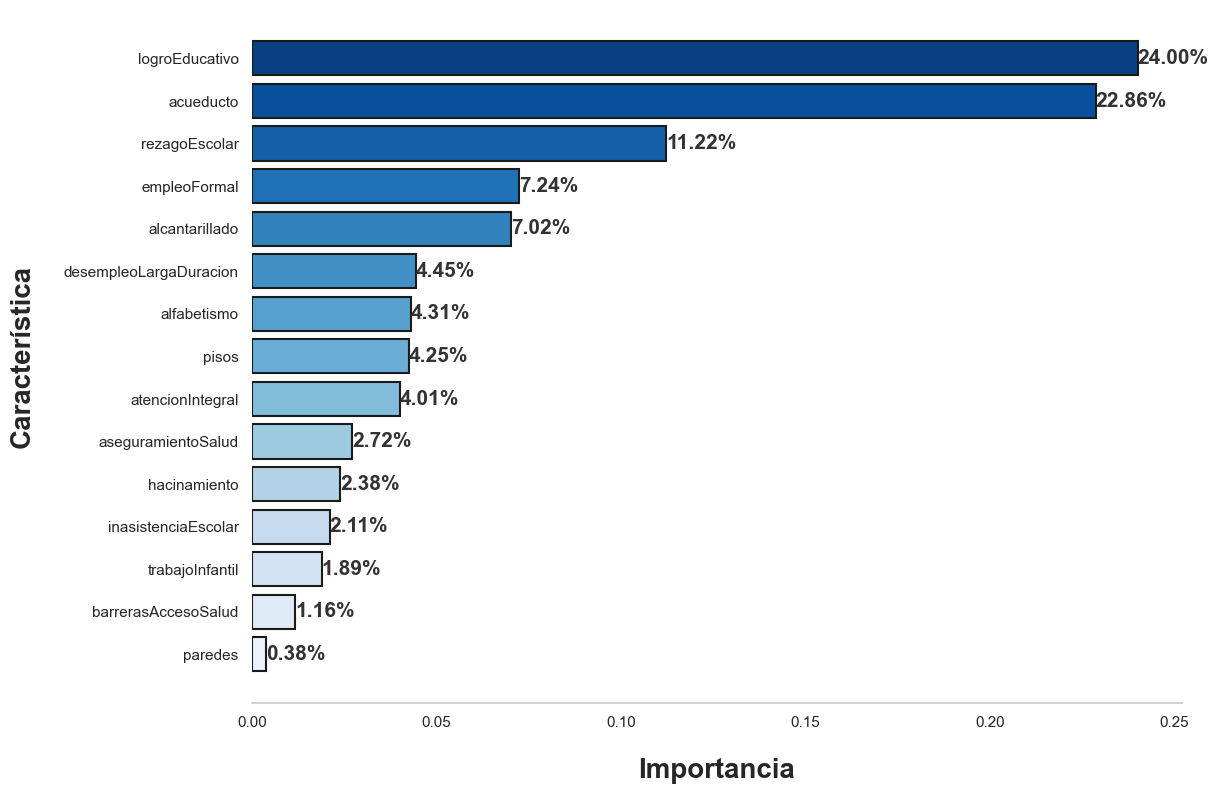 logroEducativo 24.00%
acueducto 22.86%
rezagoEscolar 11.22%
empleoFormal 7.24%
alcantarillado 7.02%
desempleoLargaDuracion 4.45%
alfabetismo 4.31%
pisos 4.25%
atencionIntegral 4.01%
aseguramientoSalud 2.72%
hacinamiento 2.38%
inasistenciaEscolar 2.11%
trabajoInfantil 1.89%
barrerasAccesoSalud 1.16%
paredes 0.38%
Característica
0.00 0.05 0.10 0.15 0.20 0.25
Importancia